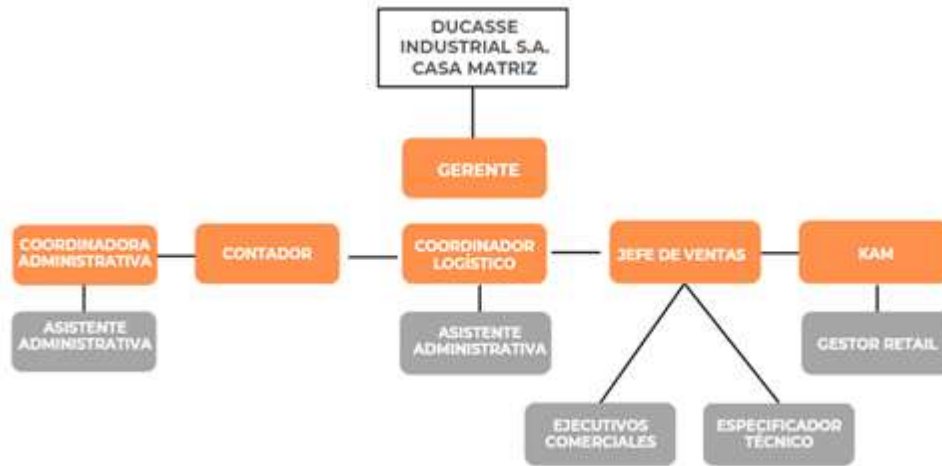 DUCASSE
INDUSTRIAL S.A.
CASA MATRIZ
GERENTE
COORDINADORA
ADMINISTRATIVA
CONTADOR
COORDINADOR
LOGÍSTICO
JEFE DE VENTAS
KAM
ASISTENTE
ADMINISTRATIVA
ASISTENTE
ADMINISTRATIVA
GESTOR RETAIL
EJECUTIVOS
COMERCIALES
ESPECIFICADOR
TÉCNICO